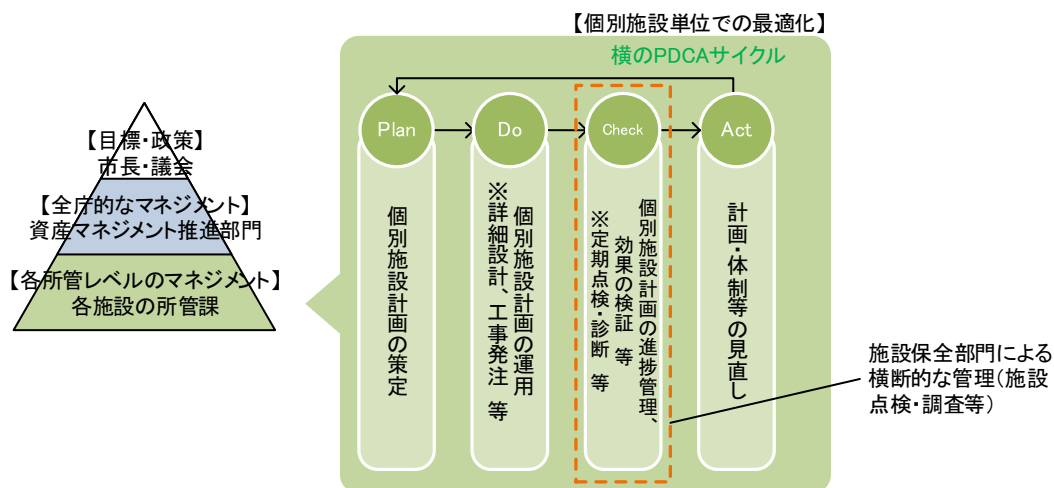 【個別施設単位での最適化】
横のPDCAサイクル
【目標・政策】
市長・議会
【全庁的なマネジメント】
資産マネジメント推進部門
【各所管レベルのマネジメント】
各施設の所管課
Plan
個別施設計画の策定
Do
個別施設計画の運用
※詳細設計、工事発注 等
Check
個別施設計画の進捗管理、
効果の検証 等
※定期点検・診断 等
Act
計画・体制等の見直し
施設保全部門による
横断的な管理(施設
点検・調査等)